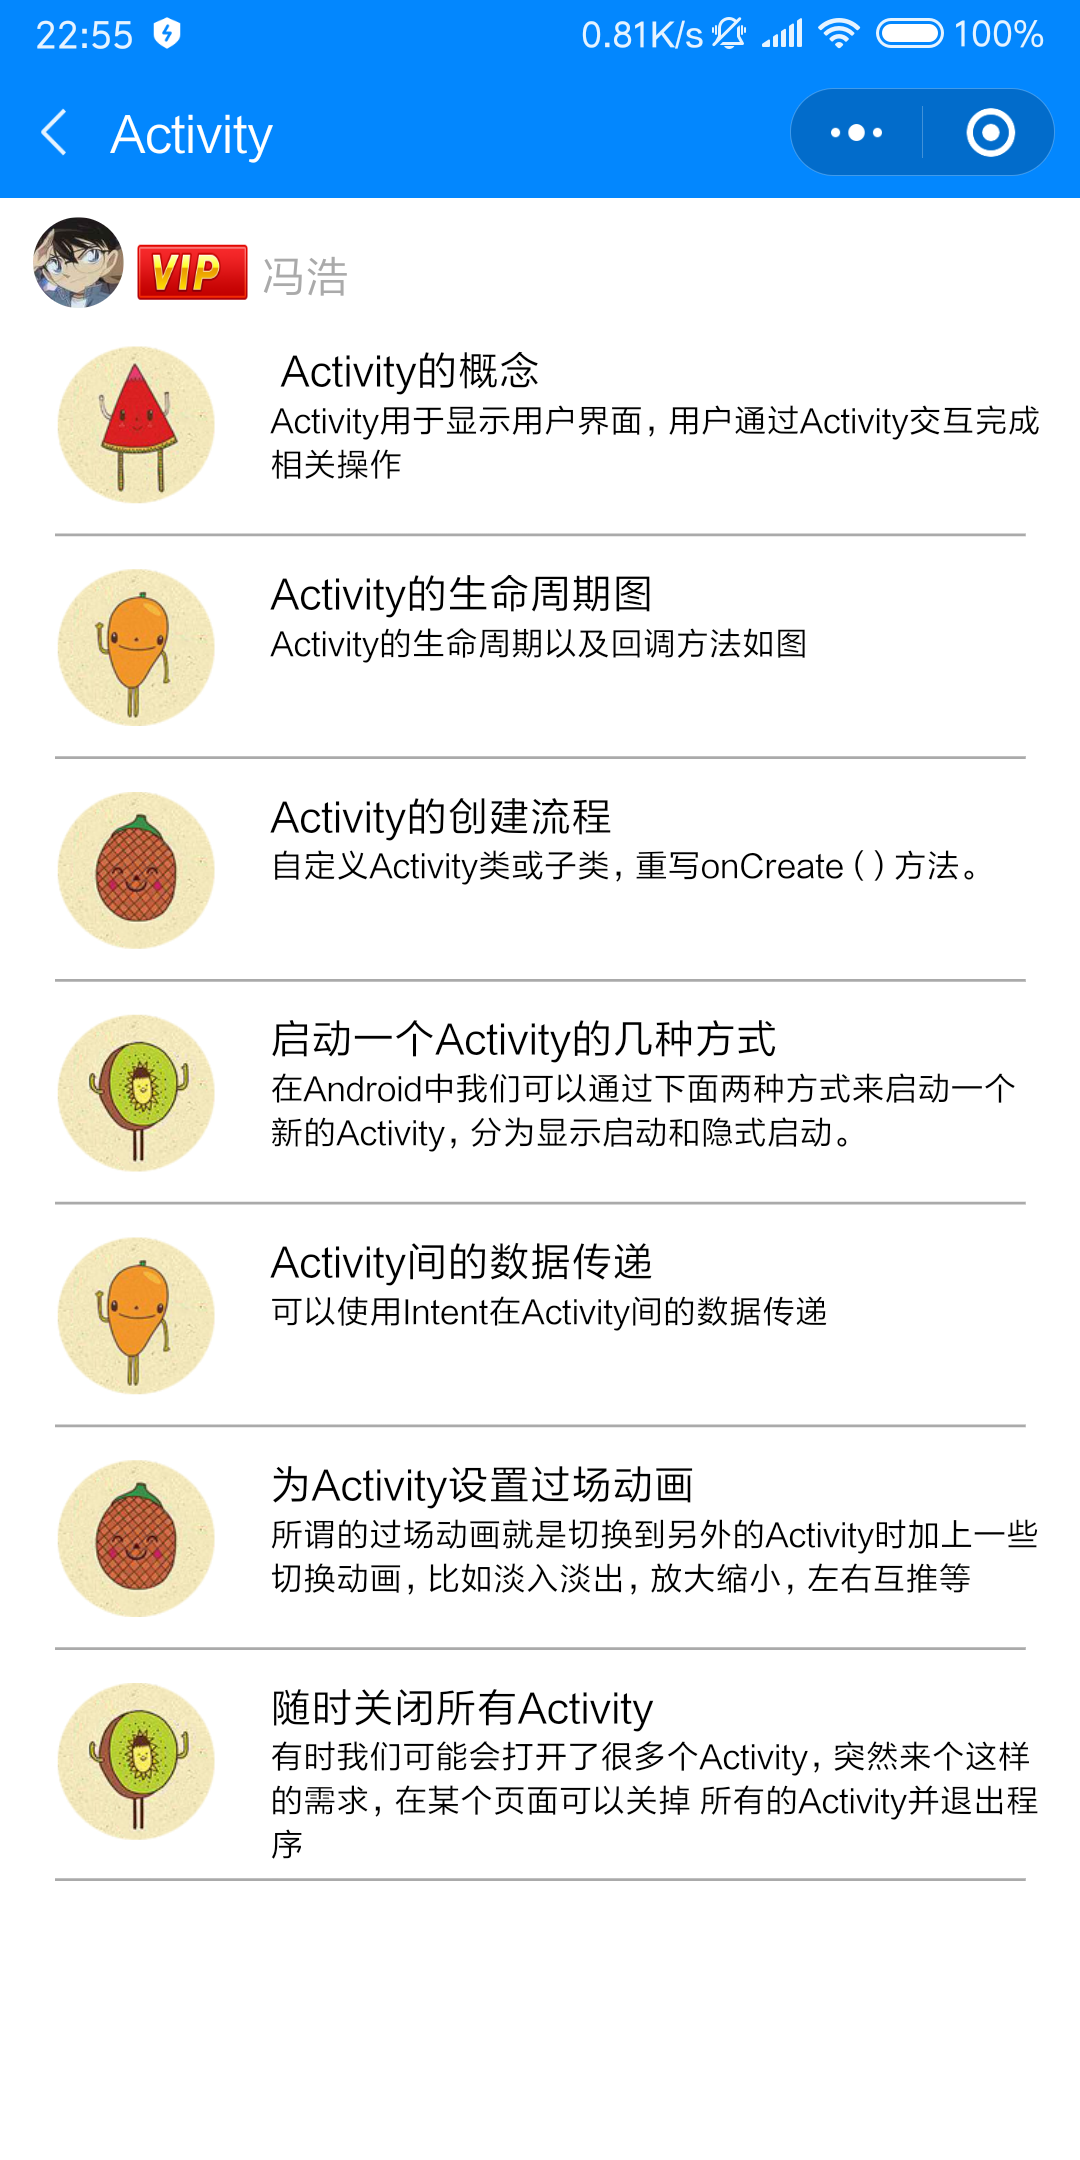 22:55 0.81K/s 100%
Activity
VIP 冯浩
Activity的概念
Activity用于显示用户界面，用户通过Activity交互完成
相关操作
Activity的生命周期图
Activity的生命周期以及回调方法如图
Activity的创建流程
自定义Activity类或子类，重写onCreate（）方法。
启动一个Activity的几种方式
在Android中我们可以通过下面两种方式来启动一个
新的Activity，分为显示启动和隐式启动。
Activity间的数据传递
可以使用Intent在Activity间的数据传递
为Activity设置过场动画
所谓的过场动画就是切换到另外的Activity时加上一些
切换动画，比如淡入淡出，放大缩小，左右互推等
随时关闭所有Activity
有时我们可能会打开了很多个Activity，突然来个这样
的需求，在某个页面可以关掉 所有的Activity并退出程
序